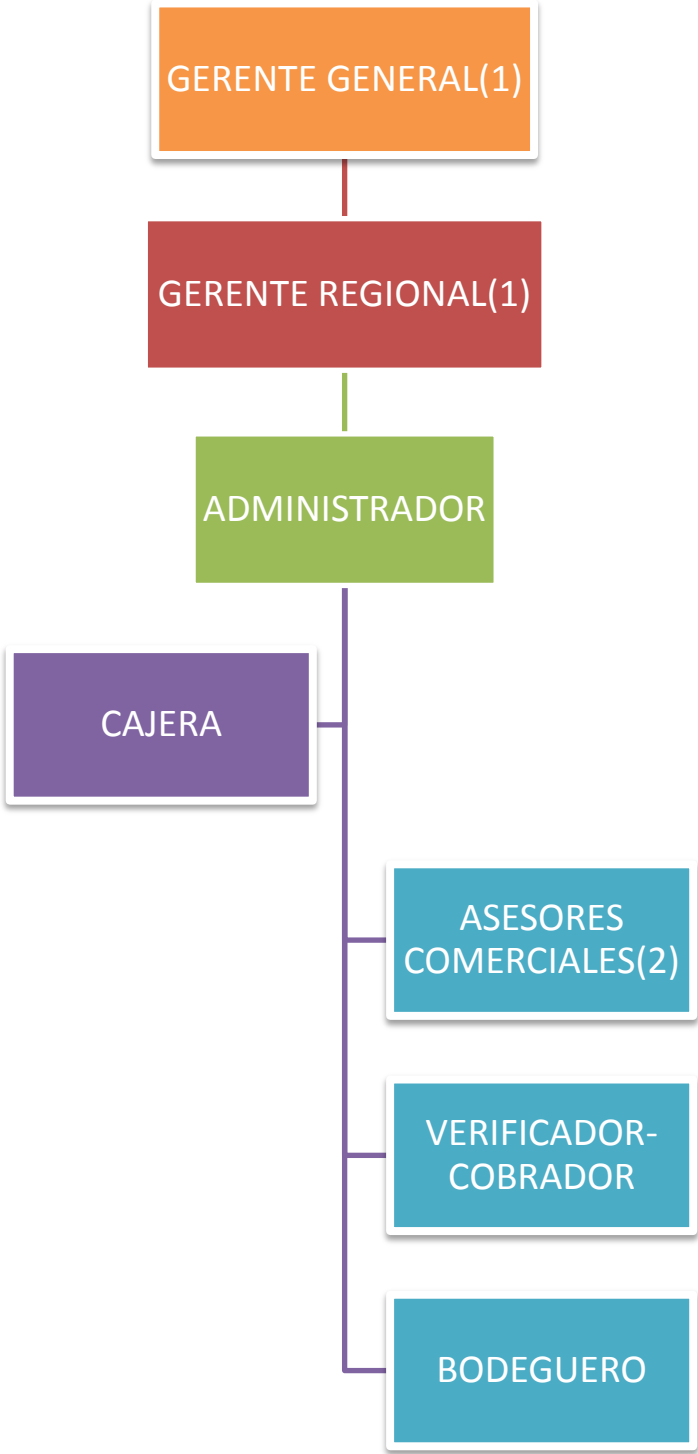 GERENTE GENERAL(1)
GERENTE REGIONAL(1)
ADMINISTRADOR
CAJERA
ASESORES
COMERCIALES(2)
VERIFICADOR-
COBRADOR
BODEGUERO